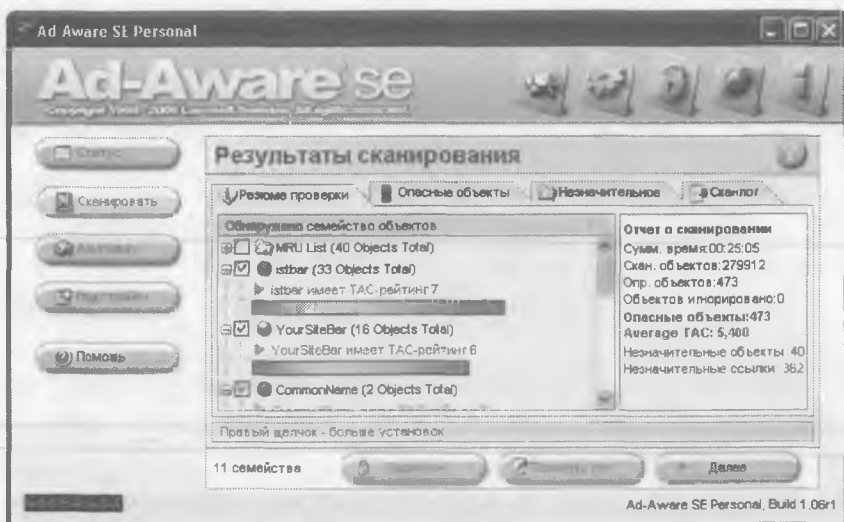 Ad Aware SE Personal
Ad-Aware SE
Статус
Сканировать
Помощь
Результаты сканирования
Резюме проверки
Опасные объекты
Незначительное
Сканлог
Обнаружено семейство объектов
MRU List (40 Objects Total)
istbar (33 Objects Total)
istbar имеет TAC-рейтинг 7
YourSiteBar (16 Objects Total)
YourSiteBar имеет TAC-рейтинг 6
CommonName (2 Objects Total)
Отчет о сканировании
Сумм. время:00:25:05
Скан. объектов:279912
Опр. объектов:473
Объектов игнорировано:0
Опасные объекты:473
Average TAC: 5,400
Незначительные объекты 40
Незначительные ссылки 362
Правый щелчок - больше установок
11 семейства
Далее
Ad-Aware SE Personal, Build 1.06r1